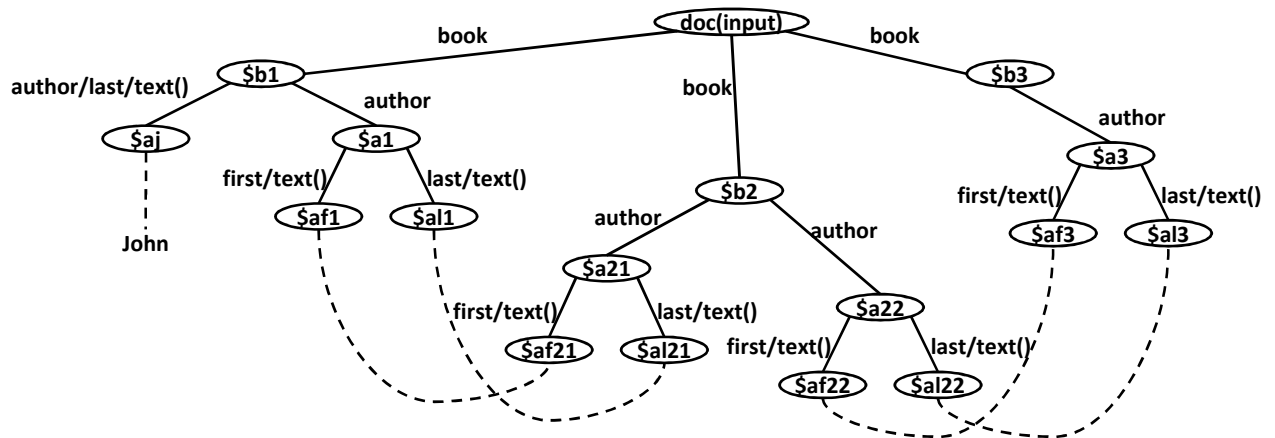 doc(input)
book
book
book
$b1
$b3
author/last/text()
author
author
$aj
$a1
$a3
first/text()
last/text()
$b2
first/text()
last/text()
$af1
$al1
author
author
$af3
$al3
John
$a21
$a22
first/text()
last/text()
first/text()
last/text()
$af21
$al21
$af22
$al22